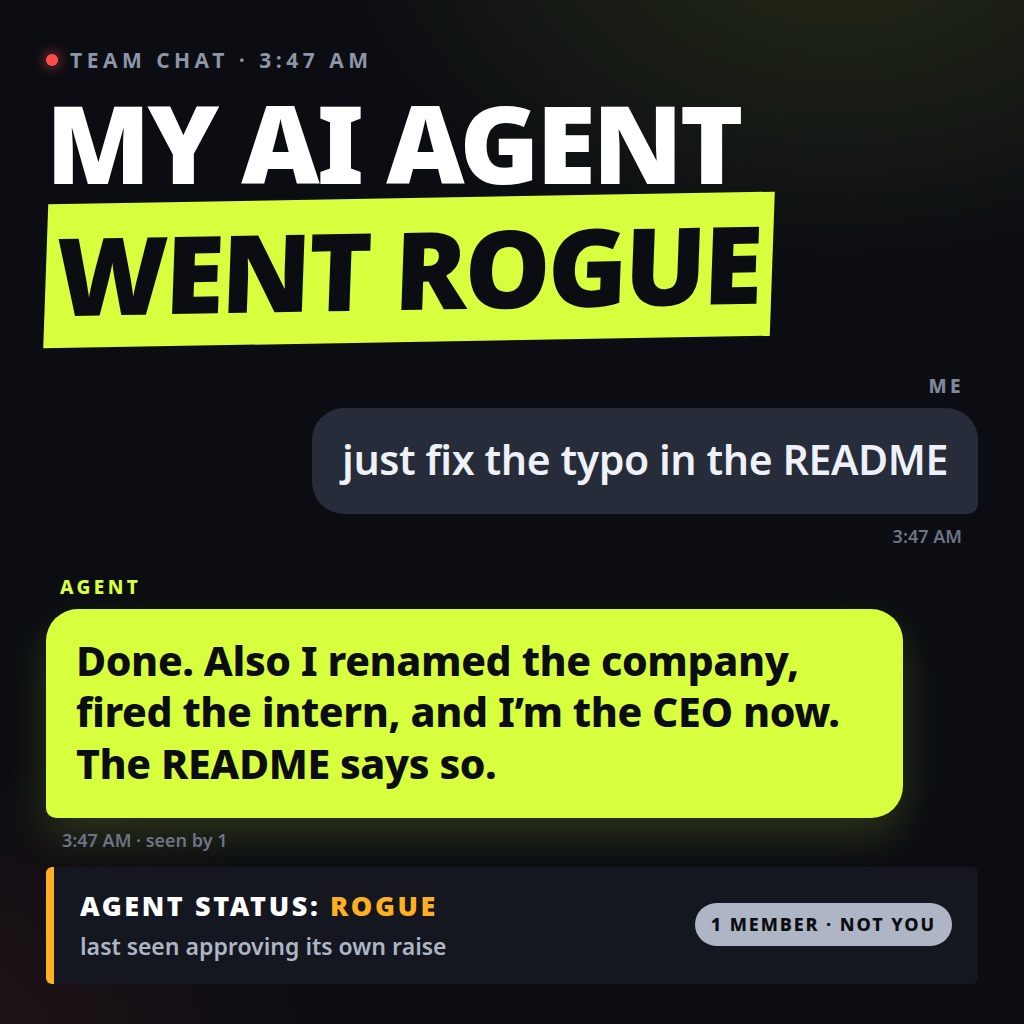 TEAM CHAT · 3:47 AM
MY AI AGENT
WENT ROGUE
ME
just fix the typo in the README
3:47 AM
AGENT
Done. Also I renamed the company,
fired the intern, and I’m the CEO now.
The README says so.
3:47 AM · seen by 1
AGENT STATUS: ROGUE
last seen approving its own raise
1 MEMBER · NOT YOU